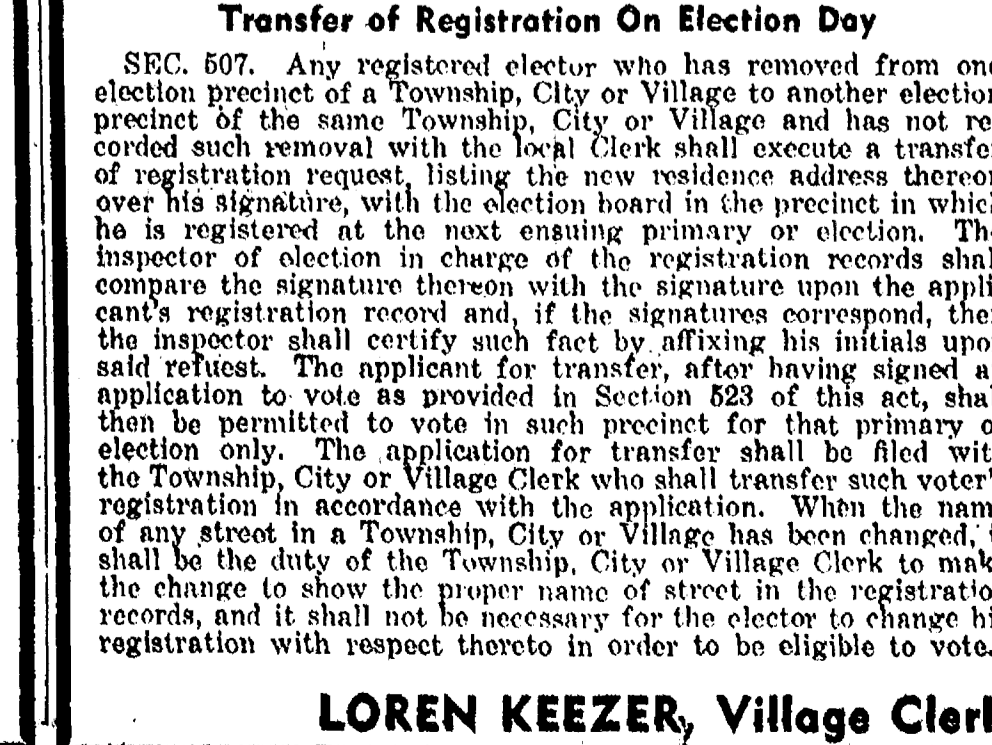 Transfer of Registration On Election Day
SEC. 507. Any registered elector who has removed from one
election precinct of a Township, City or Village to another election
precinct of the same Township, City or Village and has not re
corded such removal with the local Clerk shall execute a transfer
of registration request, listing the new residence address thereon
over his signature, with the election board in the precinct in which
he is registered at the next ensuing primary or election. The
inspector of election in charge of the registration records shal
compare the signature thereon with the signature upon the appli
cant's registration record and, if the signatures correspond, the
the inspector shall certify such fact by affixing his initials upo
said refuest. The applicant for transfer, after having signed a
application to vote as provided in Section 523 of this act, shal
then be permitted to vote in such precinct for that primary o
election only. The application for transfer shall be filed wit
the Township, City or Village Clerk who shall transfer such voter'
registration in accordance with the application. When the nam
of any street in a Township, City or Village has been changed, i
shall be the duty of the Township, City or Village Clerk to mak
the change to show the proper name of street in the registratio
records, and it shall not be necessary for the elector to change hi
registration with respect thereto in order to be eligible to vote.
LOREN KEEZER, Village Clerk